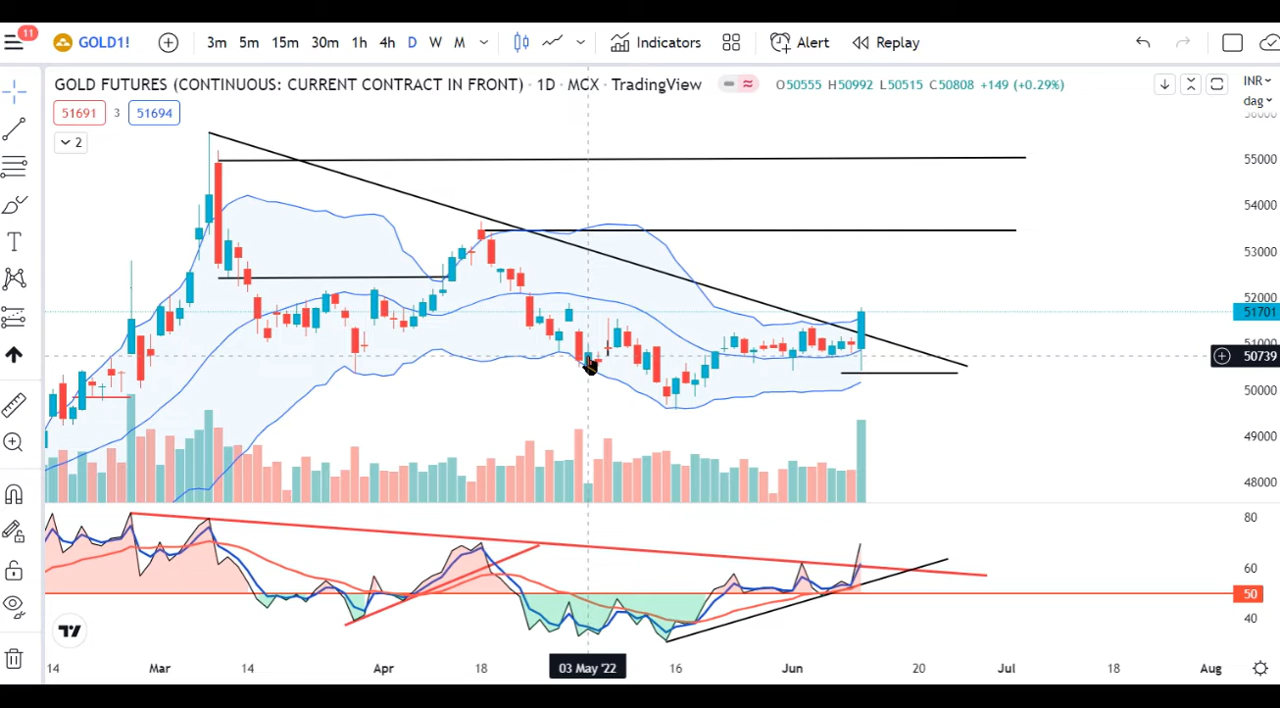 11
GOLD1! 3m 5m 15m 30m 1h 4h D W M Indicators Alert Replay
GOLD FUTURES (CONTINUOUS: CURRENT CONTRACT IN FRONT) · 1D · MCX · TradingView O50555 H50992 L50515 C50808 +149 (+0.29%)
INR
dag
51691 3 51694
2
56000
55000
54000
53000
52000
51701
51000
50739
50000
49000
48000
80
60
50
40
14 Mar 14 Apr 18 03 May '22 16 Jun 20 Jul 18 Aug